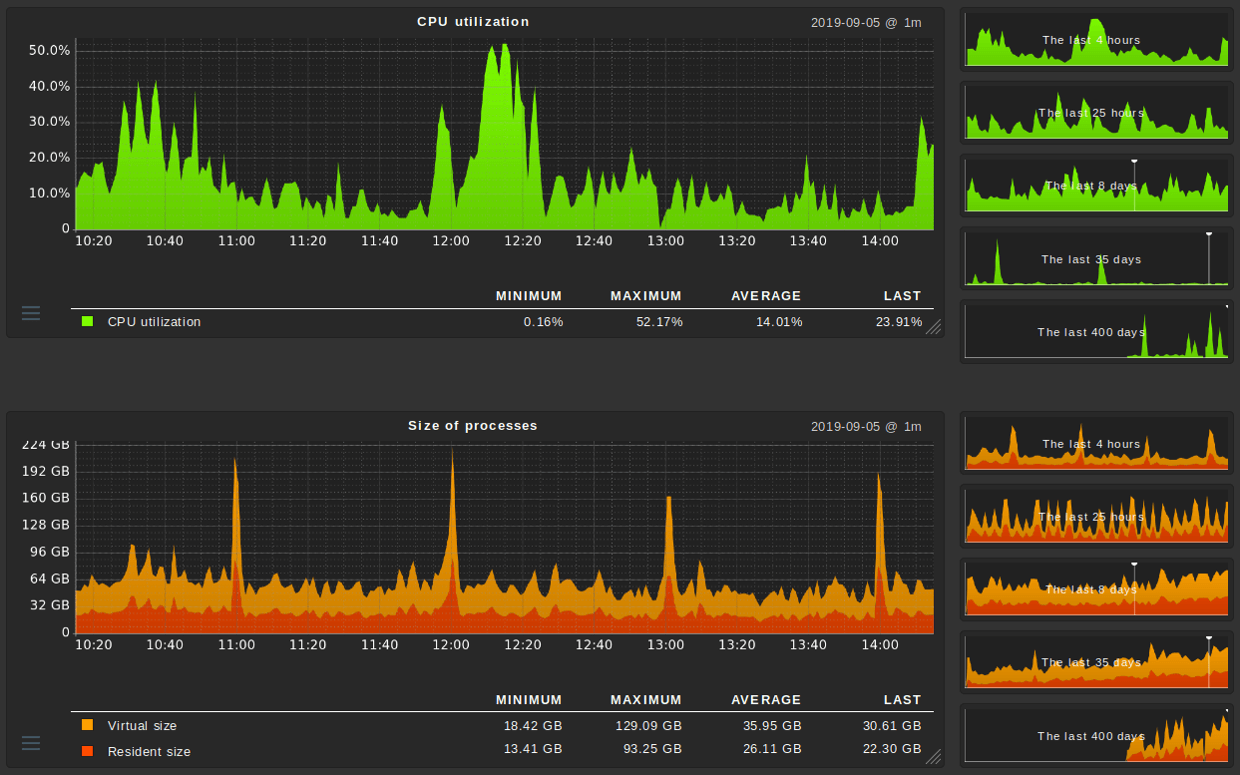 CPU utilization 2019-09-05 @ 1m
50.0%
40.0%
30.0%
20.0%
10.0%
0
10:20 10:40 11:00 11:20 11:40 12:00 12:20 12:40 13:00 13:20 13:40 14:00
MINIMUM MAXIMUM AVERAGE LAST
CPU utilization 0.16% 52.17% 14.01% 23.91%
The last 4 hours
The last 25 hours
The last 8 days
The last 35 days
The last 400 days
Size of processes 2019-09-05 @ 1m
224 GB
192 GB
160 GB
128 GB
96 GB
64 GB
32 GB
0
10:20 10:40 11:00 11:20 11:40 12:00 12:20 12:40 13:00 13:20 13:40 14:00
MINIMUM MAXIMUM AVERAGE LAST
Virtual size 18.42 GB 129.09 GB 35.95 GB 30.61 GB
Resident size 13.41 GB 93.25 GB 26.11 GB 22.30 GB
The last 4 hours
The last 25 hours
The last 8 days
The last 35 days
The last 400 days